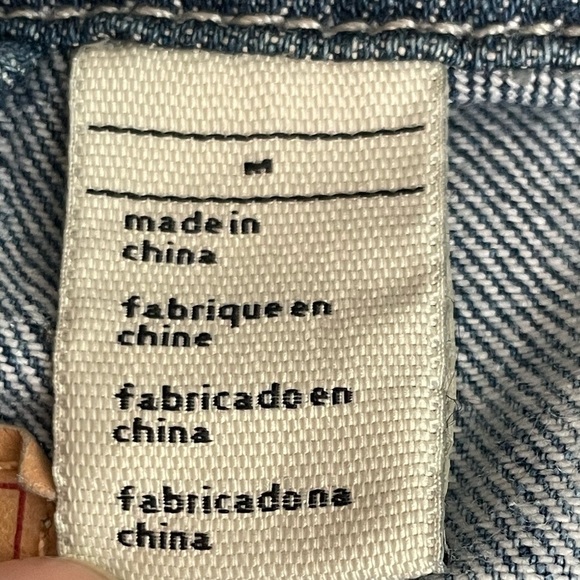 M
made in
china
fabrique en
chine
fabricado en
china
fabricado na
china